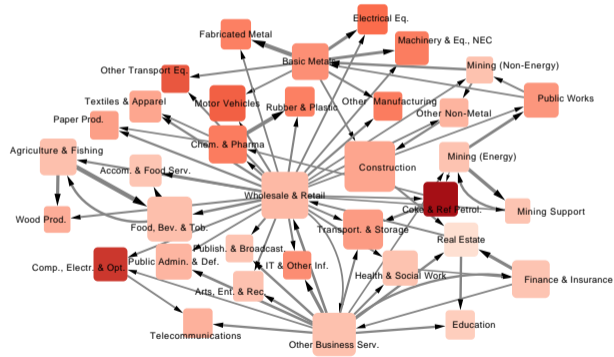 Electrical Eq.
Fabricated Metal
Machinery & Eq., NEC
Basic Metals
Mining (Non-Energy)
Other Transport Eq.
Textiles & Apparel
Motor Vehicles
Rubber & Plastic
Other Manufacturing
Public Works
Other Non-Metal
Paper Prod.
Chem. & Pharma
Agriculture & Fishing
Mining (Energy)
Accom. & Food Serv.
Construction
Wholesale & Retail
Coke & Ref Petrol.
Mining Support
Wood Prod.
Food, Bev. & Tob.
Transport. & Storage
Real Estate
Publish. & Broadcast.
Comp., Electr. & Opt.
Public Admin. & Def.
IT & Other Inf.
Health & Social Work
Finance & Insurance
Arts, Ent. & Rec.
Telecommunications
Other Business Serv.
Education